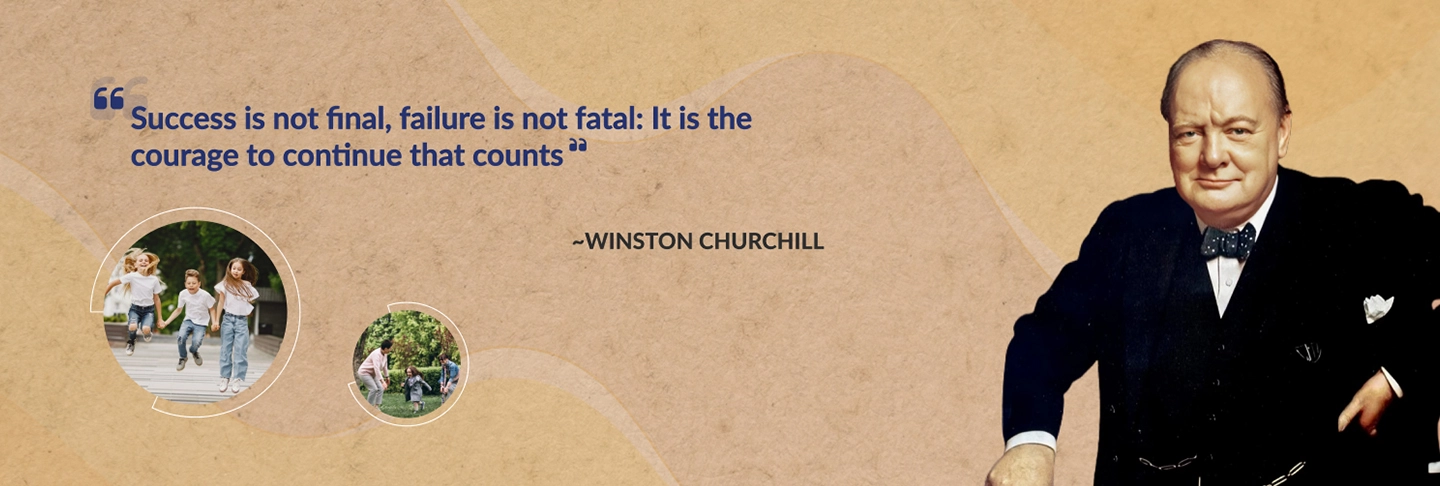 “Success is not final, failure is not fatal: It is the
courage to continue that counts”
~WINSTON CHURCHILL